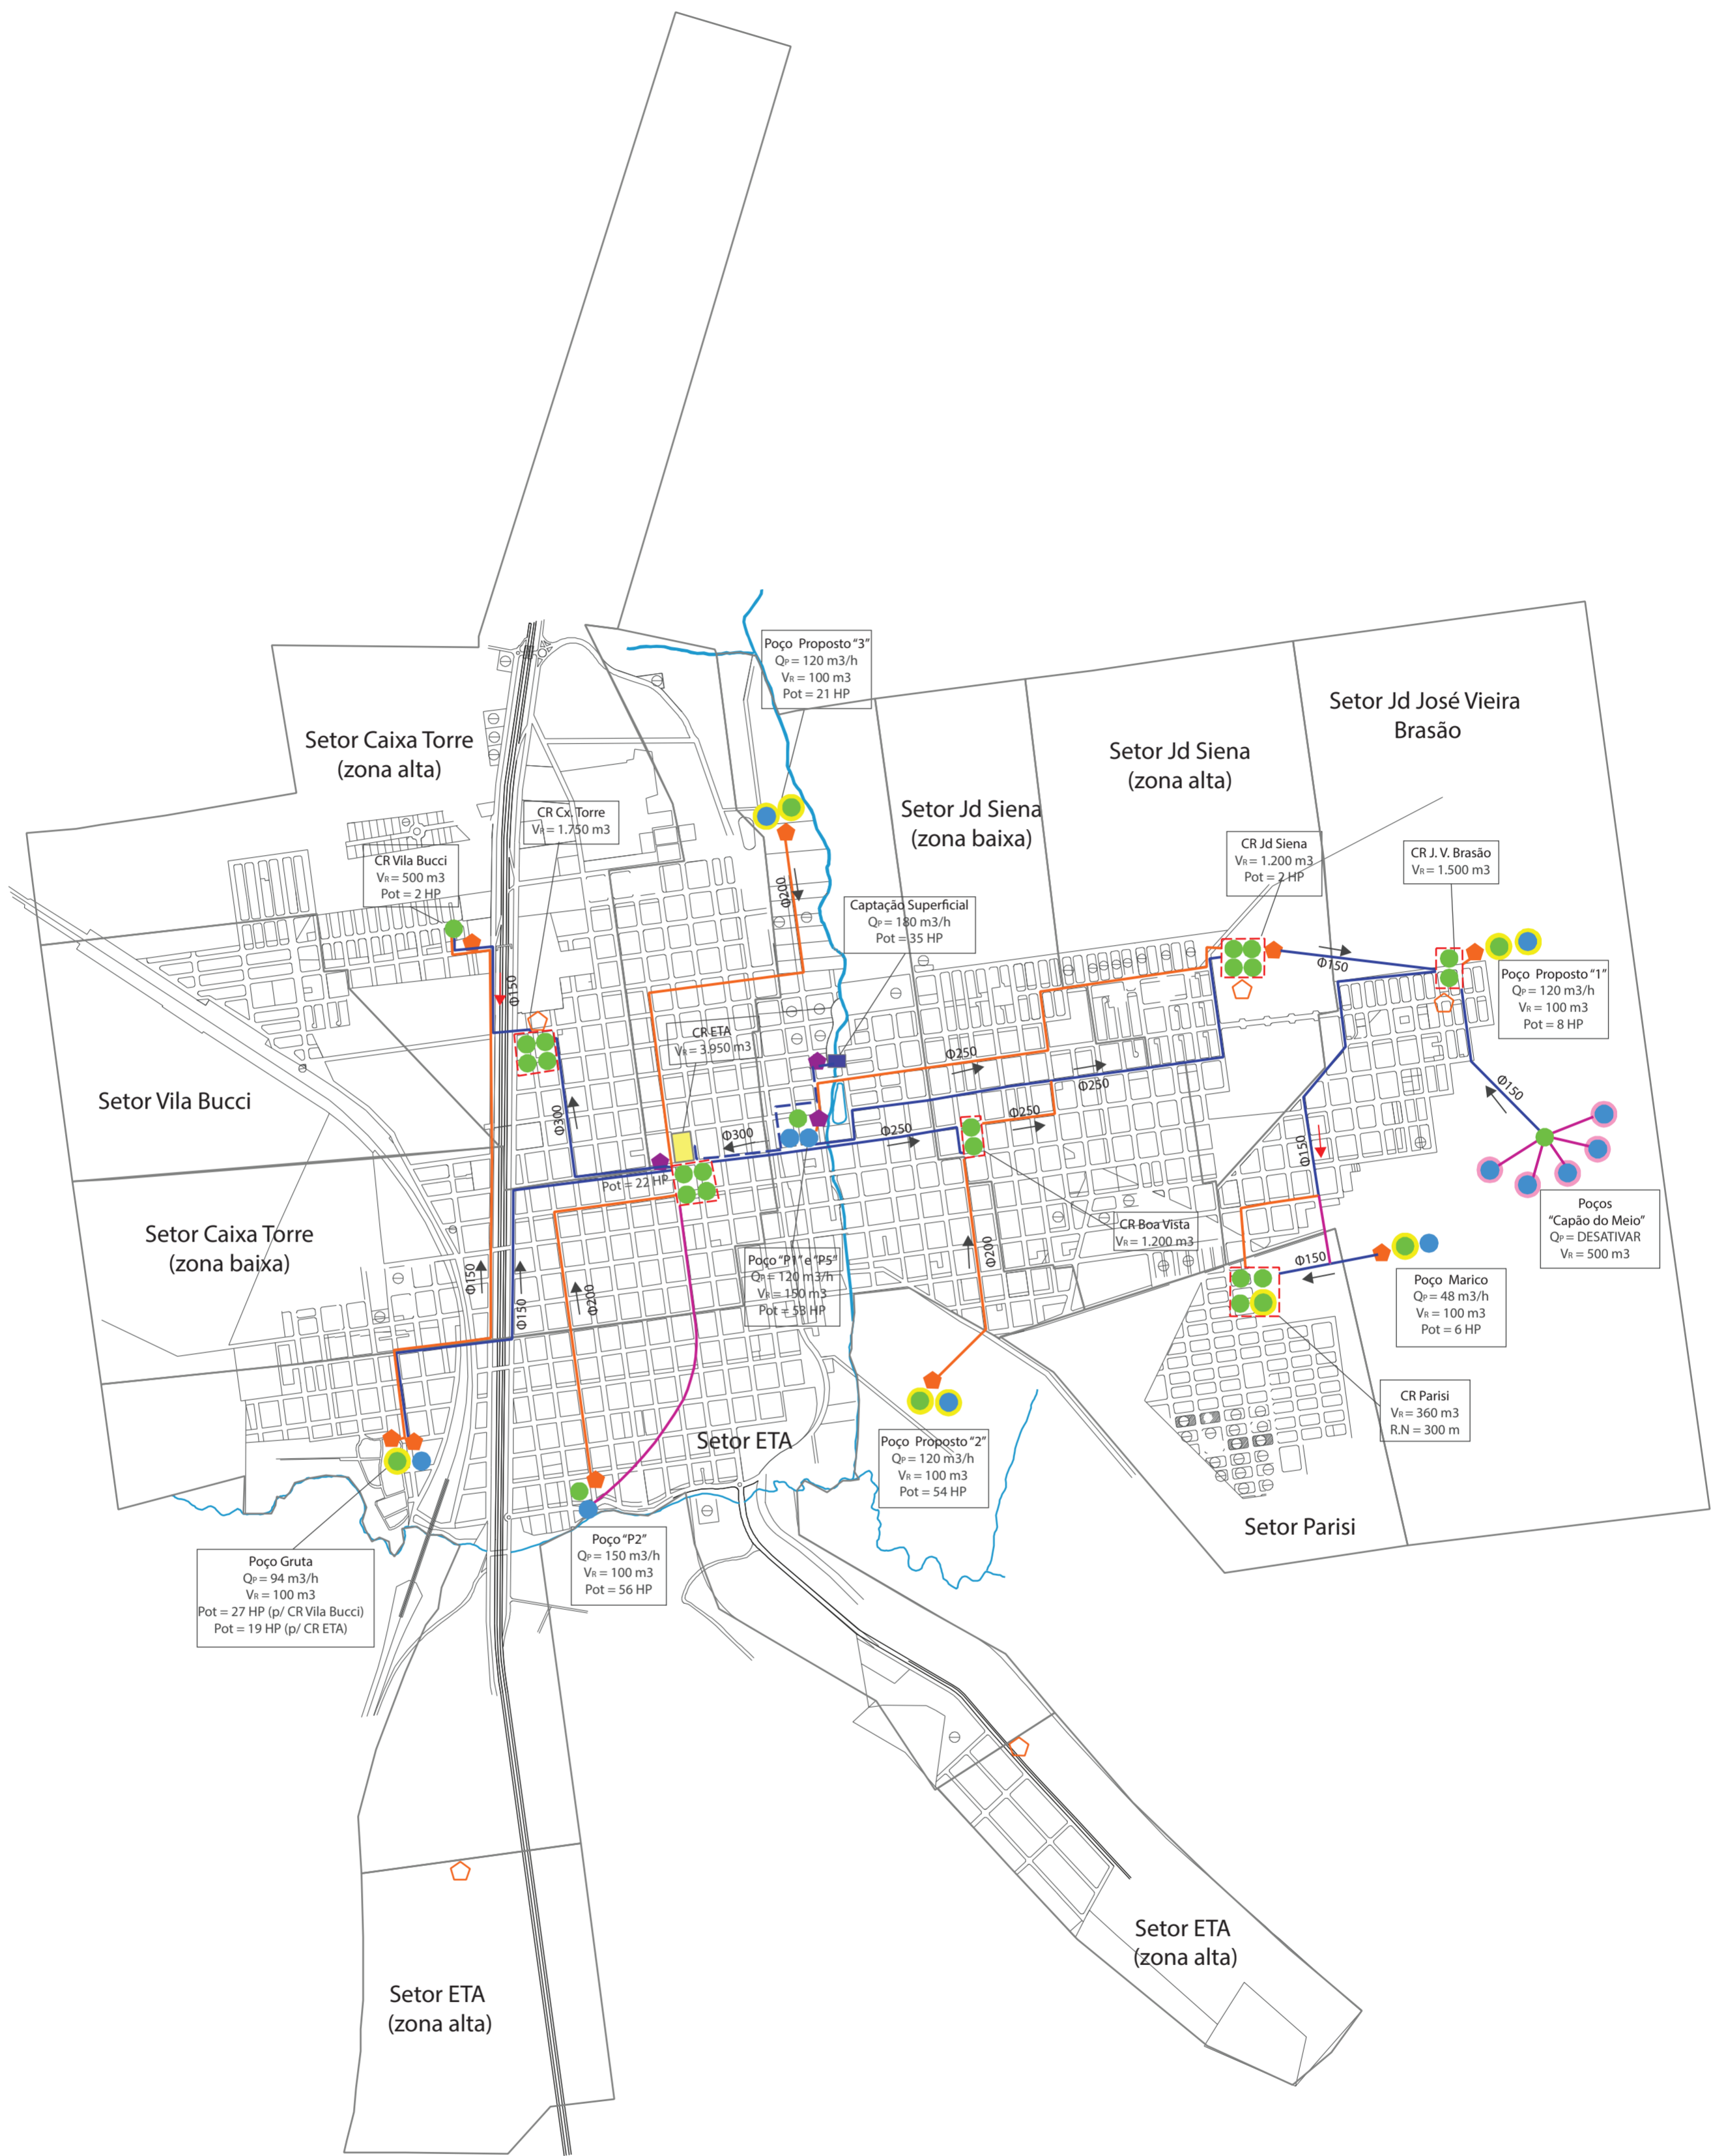 Poço Proposto "3"
QP = 120 m3/h
VR = 100 m3
Pot = 21 HP
Setor Jd José Vieira
Brasão
Setor Caixa Torre
(zona alta)
Setor Jd Siena
(zona alta)
Setor Jd Siena
(zona baixa)
CR Cx. Torre
VR = 1.750 m3
CR Vila Bucci
VR = 500 m3
Pot = 2 HP
CR Jd Siena
VR = 1.200 m3
Pot = 2 HP
CR J. V. Brasão
VR = 1.500 m3
Φ200
Captação Superficial
QP = 180 m3/h
Pot = 35 HP
Φ150
Φ150
Poço Proposto "1"
QP = 120 m3/h
VR = 100 m3
Pot = 8 HP
CR ETA
VR = 3.950 m3
Φ250
Φ250
Φ150
Setor Vila Bucci
Φ300
Φ300
Φ250
Φ250
Φ150
Pot = 22 HP
Poços
"Capão do Meio"
QP = DESATIVAR
VR = 500 m3
Setor Caixa Torre
(zona baixa)
CR Boa Vista
VR = 1.200 m3
Poço "P1" e "P5"
QP = 120 m3/h
VR = 150 m3
Pot = 53 HP
Φ200
Φ150
Φ150
Φ150
Φ200
Poço Marico
QP = 48 m3/h
VR = 100 m3
Pot = 6 HP
CR Parisi
VR = 360 m3
R.N = 300 m
Setor ETA
Poço Proposto "2"
QP = 120 m3/h
VR = 100 m3
Pot = 54 HP
Setor Parisi
Poço "P2"
QP = 150 m3/h
VR = 100 m3
Pot = 56 HP
Poço Gruta
QP = 94 m3/h
VR = 100 m3
Pot = 27 HP (p/ CR Vila Bucci)
Pot = 19 HP (p/ CR ETA)
Setor ETA
(zona alta)
Setor ETA
(zona alta)